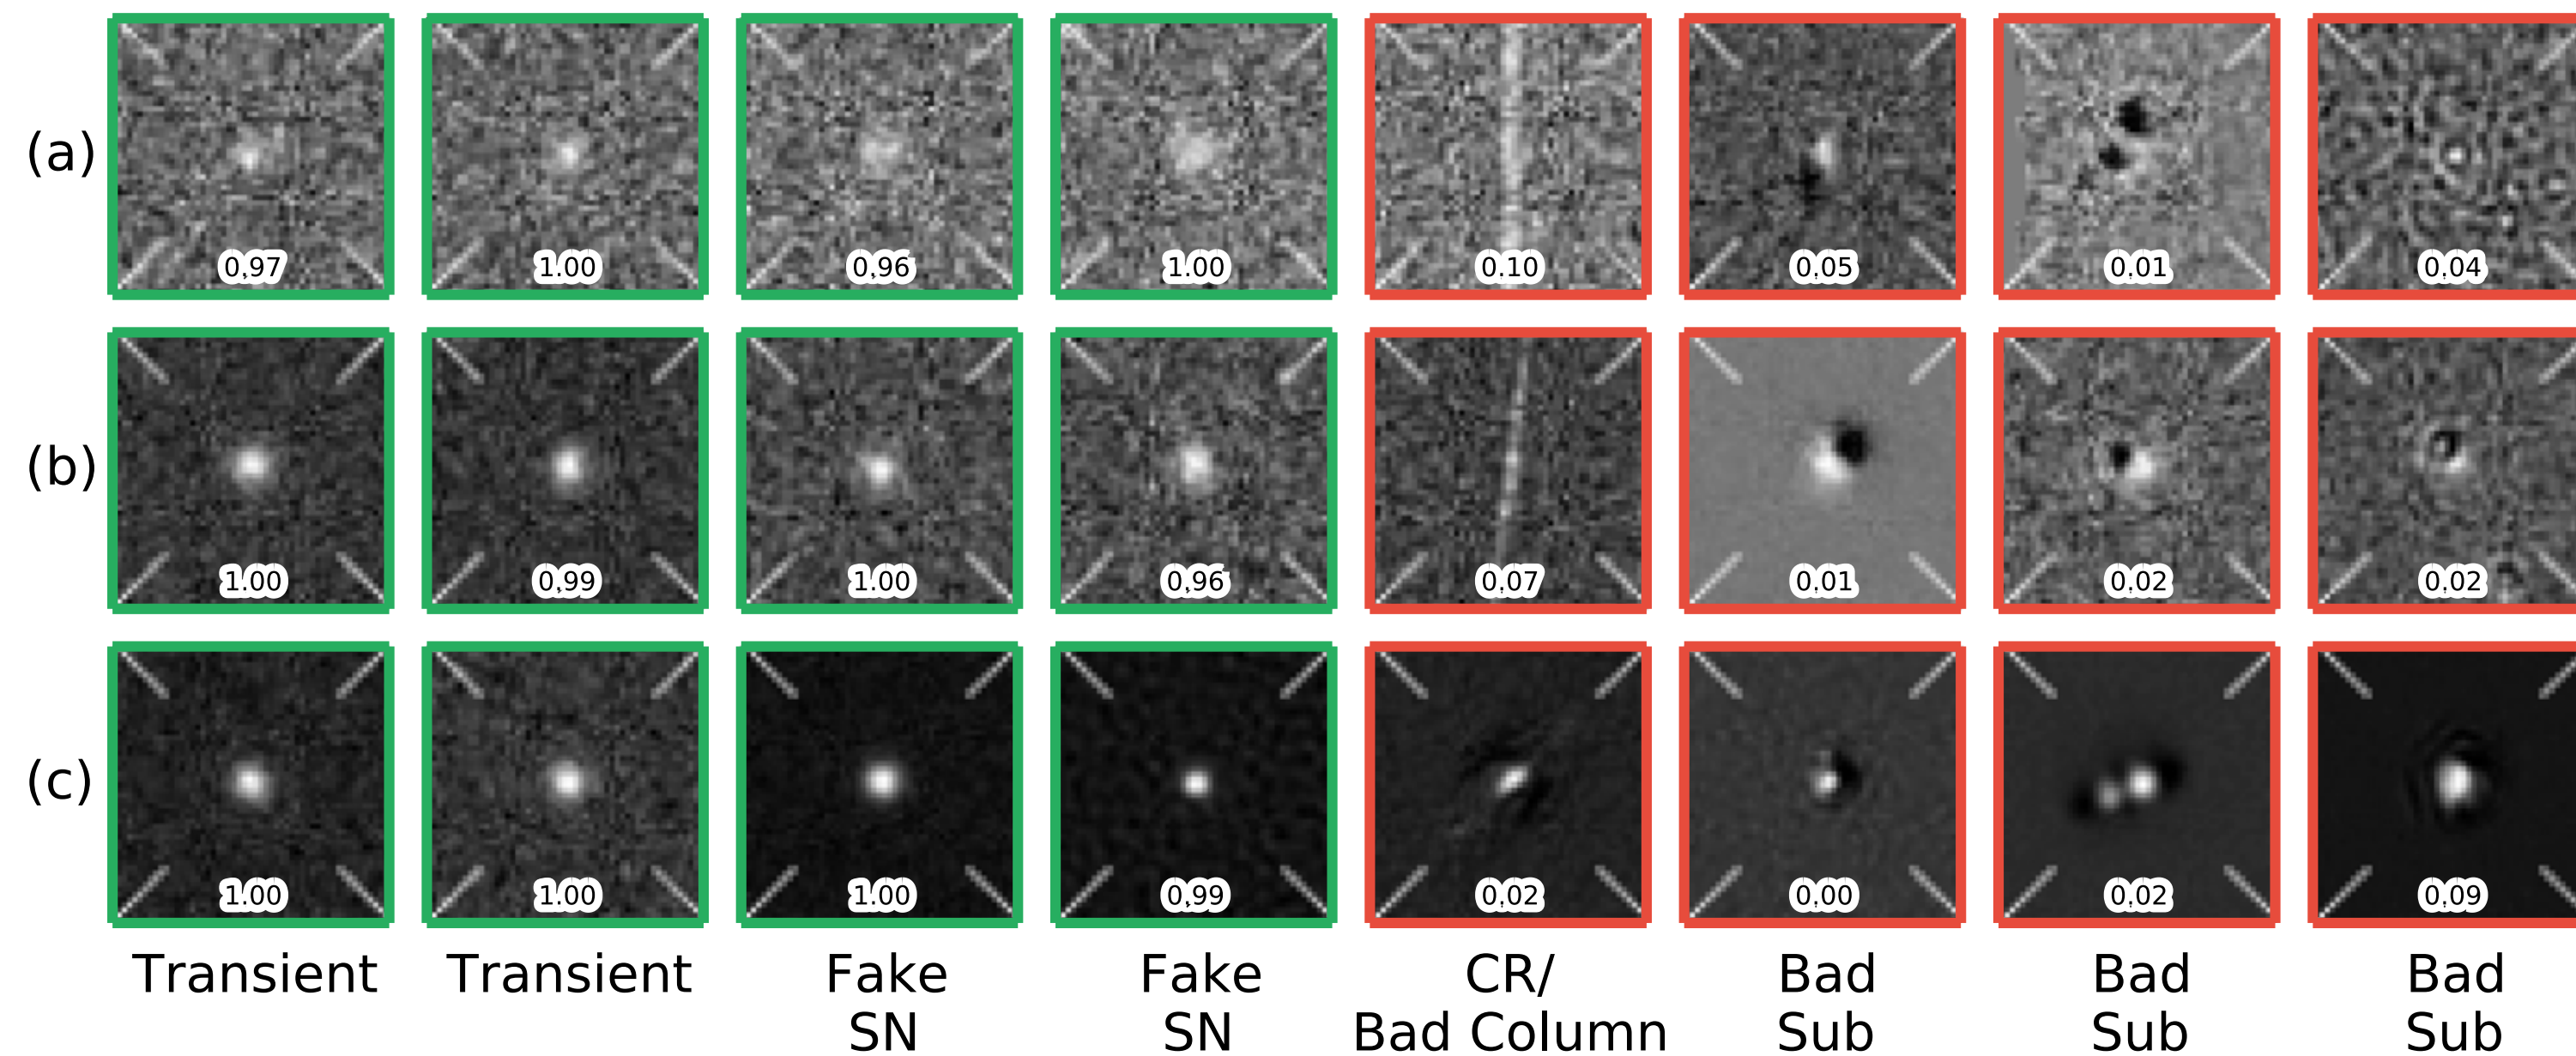 (a) 0.97 1.00 0.96 1.00 0.10 0.05 0.01 0.04
(b) 1.00 0.99 1.00 0.96 0.07 0.01 0.02 0.02
(c) 1.00 1.00 1.00 0.99 0.02 0.00 0.02 0.09
Transient Transient Fake Fake CR/ Bad Bad Bad
SN SN Bad Column Sub Sub Sub